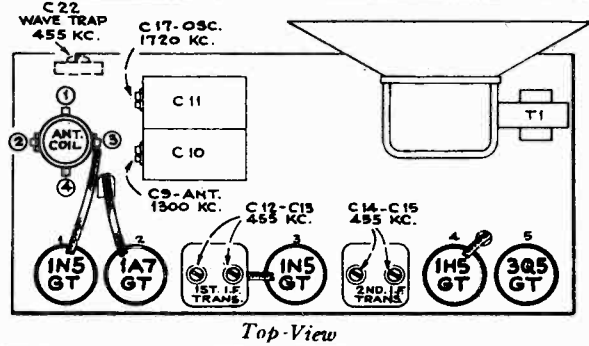 C22
WAVE TRAP
455 KC.
C17-OSC.
1720 KC.
C11
C10
T1
1
2
ANT.
COIL
3
4
C9-ANT.
1300 KC.
C12-C13
455 KC.
C14-C15
455 KC.
1
1N5
GT
2
1A7
GT
1ST. I.F.
TRANS.
3
1N5
GT
2ND. I.F.
TRANS
4
1H5
GT
5
3Q5
GT
Top-View